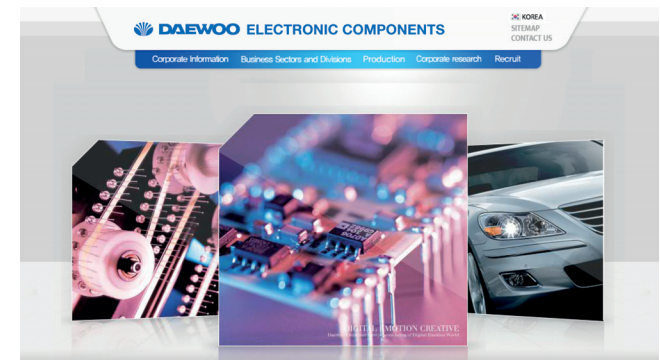 KOREA
DAEWOO ELECTRONIC COMPONENTS
SITEMAP
CONTACT US
Corporate Information Business Sectors and Divisions Production Corporate research Recruit
DIGITAL EMOTION CREATIVE